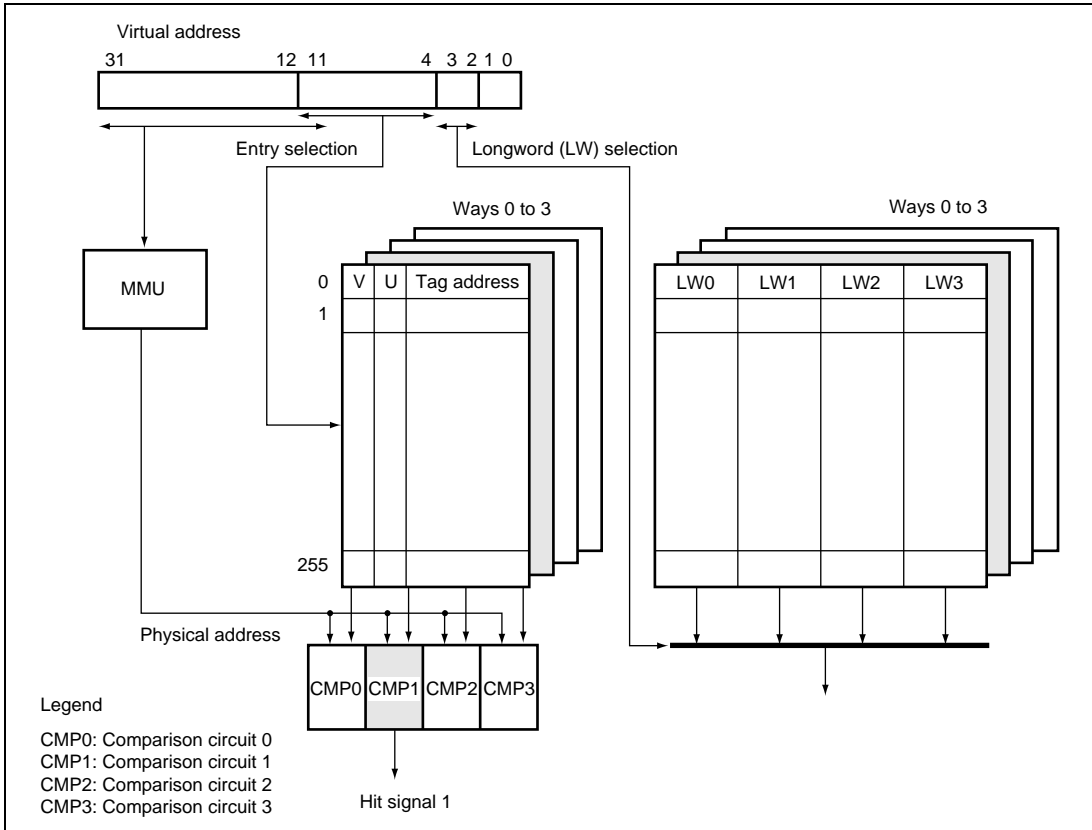 Virtual address
31 12 11 4 3 2 1 0
Entry selection
Longword (LW) selection
Ways 0 to 3
Ways 0 to 3
MMU
0 V U Tag address
LW0 LW1 LW2 LW3
1
255
Physical address
CMP0 CMP1 CMP2 CMP3
Legend
CMP0: Comparison circuit 0
CMP1: Comparison circuit 1
CMP2: Comparison circuit 2
CMP3: Comparison circuit 3
Hit signal 1